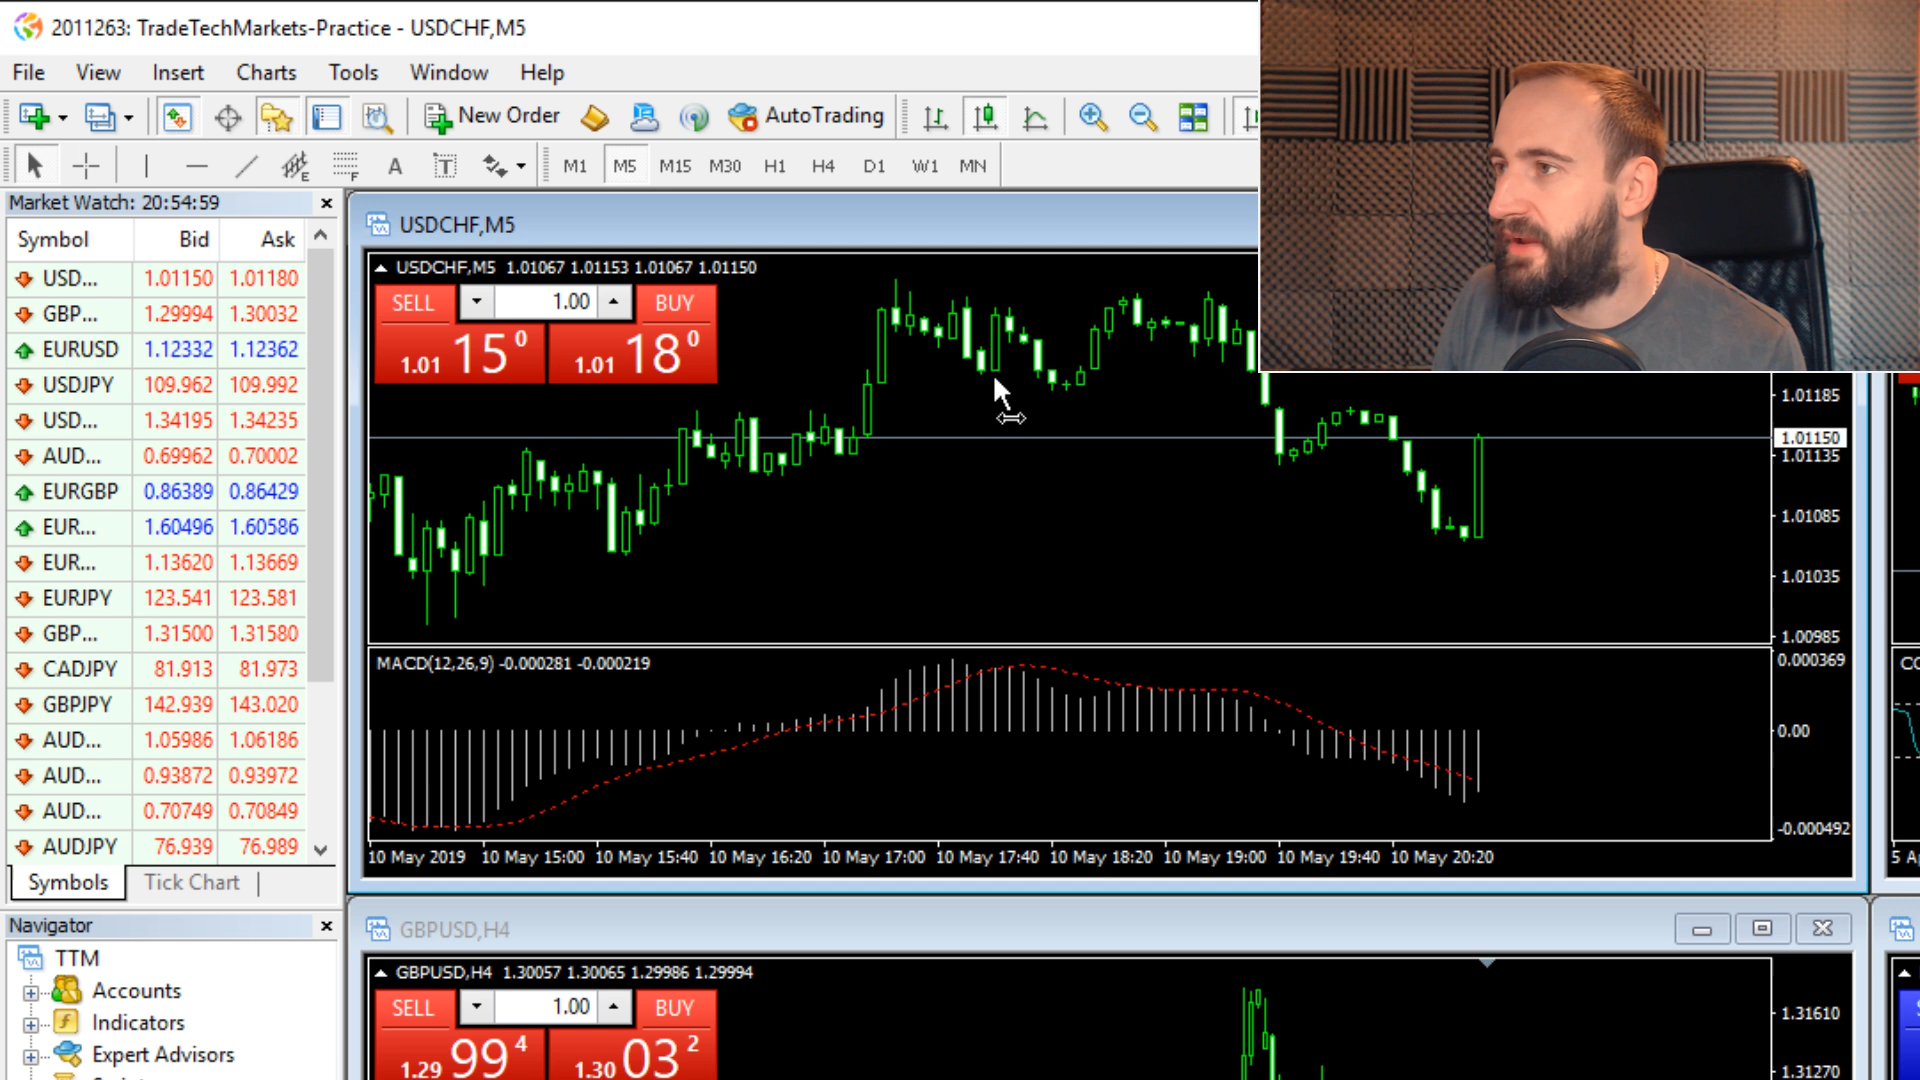 2011263: TradeTechMarkets-Practice - USDCHF,M5
File View Insert Charts Tools Window Help
New Order AutoTrading
A T M1 M5 M15 M30 H1 H4 D1 W1 MN
Market Watch: 20:54:59
Symbol Bid Ask
USD... 1.01150 1.01180
GBP... 1.29994 1.30032
EURUSD 1.12332 1.12362
USDJPY 109.962 109.992
USD... 1.34195 1.34235
AUD... 0.69962 0.70002
EURGBP 0.86389 0.86429
EUR... 1.60496 1.60586
EUR... 1.13620 1.13669
EURJPY 123.541 123.581
GBP... 1.31500 1.31580
CADJPY 81.913 81.973
GBPJPY 142.939 143.020
AUD... 1.05986 1.06186
AUD... 0.93872 0.93972
AUD... 0.70749 0.70849
AUDJPY 76.939 76.989
Symbols Tick Chart
Navigator
TTM
Accounts
Indicators
Expert Advisors
USDCHF,M5
USDCHF,M5 1.01067 1.01153 1.01067 1.01150
SELL 1.00 BUY
1.01 15 0 1.01 18 0
1.01185
1.01150
1.01135
1.01085
1.01035
1.00985
MACD(12,26,9) -0.000281 -0.000219
0.000369
0.00
-0.000492
10 May 2019 10 May 15:00 10 May 15:40 10 May 16:20 10 May 17:00 10 May 17:40 10 May 18:20 10 May 19:00 10 May 19:40 10 May 20:20
GBPUSD,H4
GBPUSD,H4 1.30057 1.30065 1.29986 1.29994
SELL 1.00 BUY
1.29 99 4 1.30 03 2
1.31610
1.31270